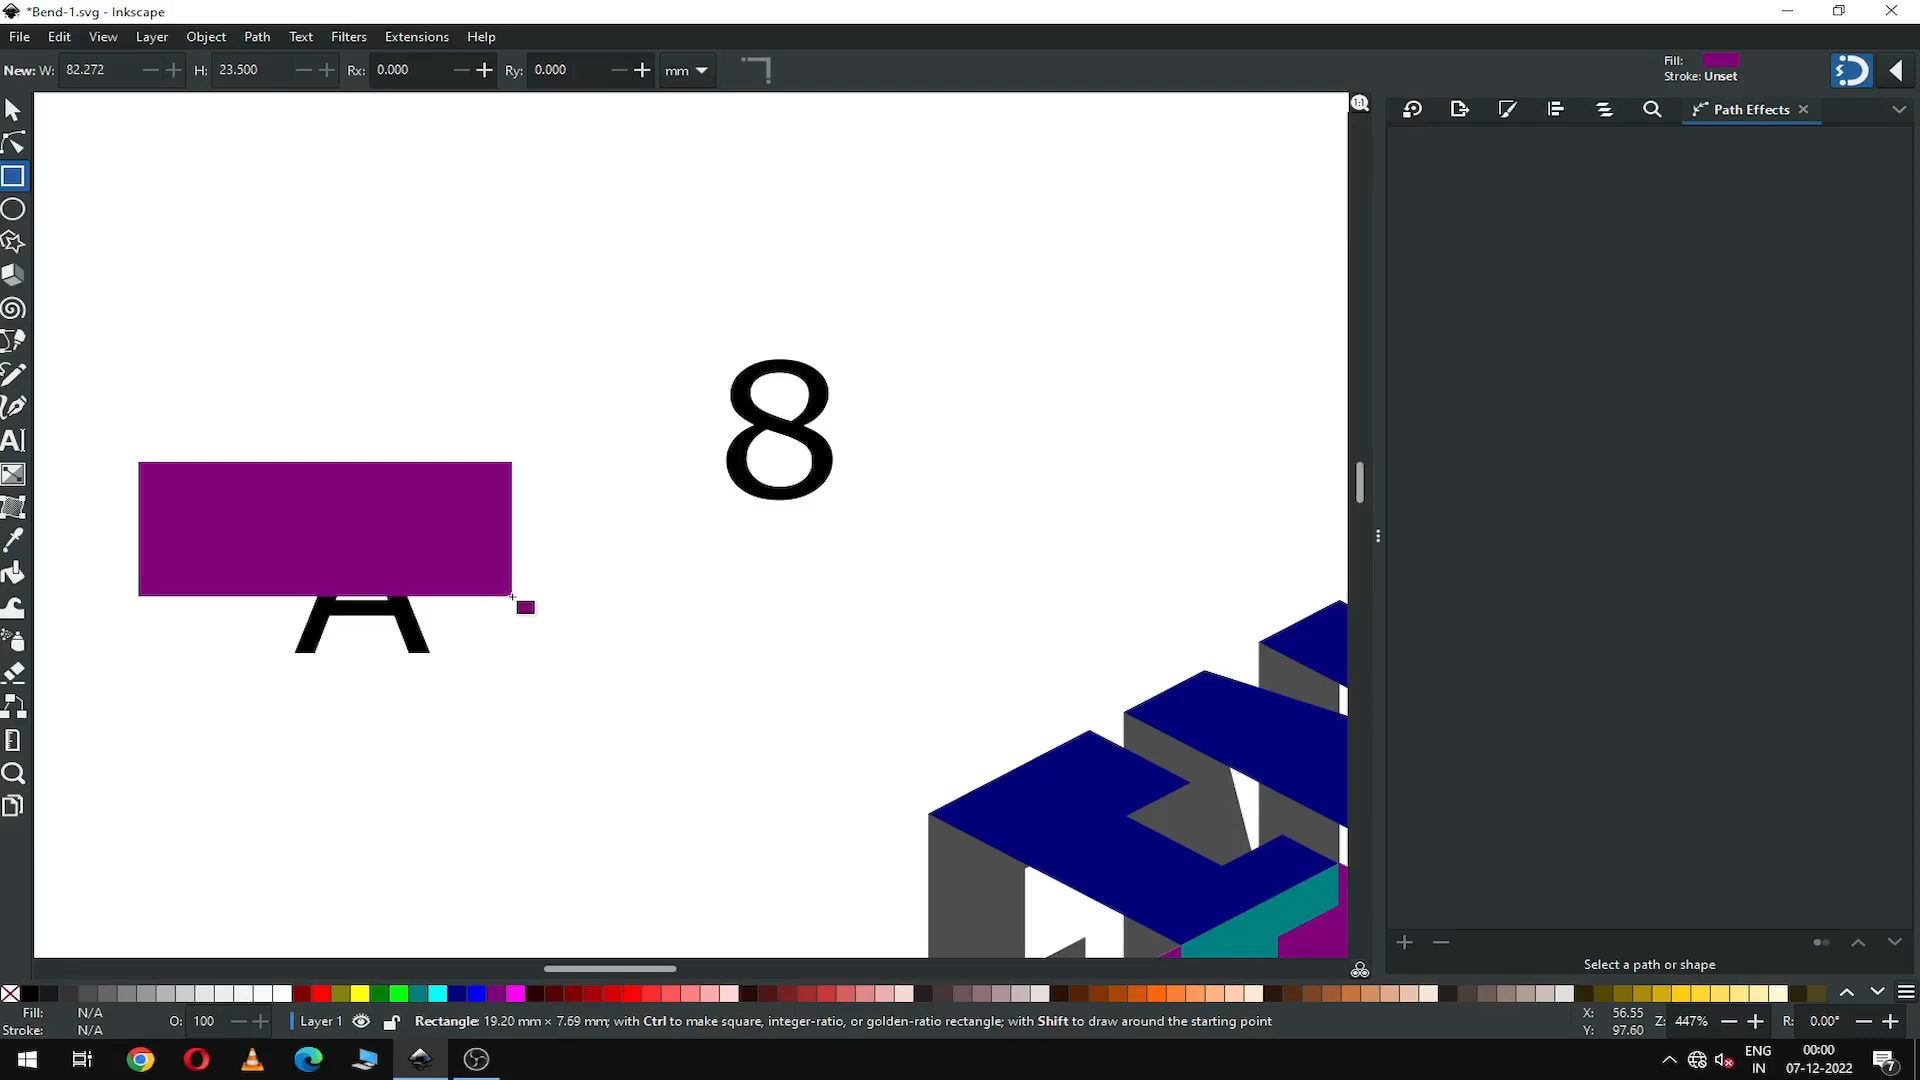 *Bend-1.svg - Inkscape
File Edit View Layer Object Path Text Filters Extensions Help
New: W: 82.272 H: 23.500 Rx: 0.000 Ry: 0.000 mm
Fill:
Stroke: Unset
Path Effects
1:1
8
A
Select a path or shape
Fill: N/A
Stroke: N/A
O: 100
Layer 1
Rectangle: 19.20 mm × 7.69 mm; with Ctrl to make square, integer-ratio, or golden-ratio rectangle; with Shift to draw around the starting point
X: 56.55
Y: 97.60
Z: 447%
R: 0.00°
ENG
IN
00:00
07-12-2022
7